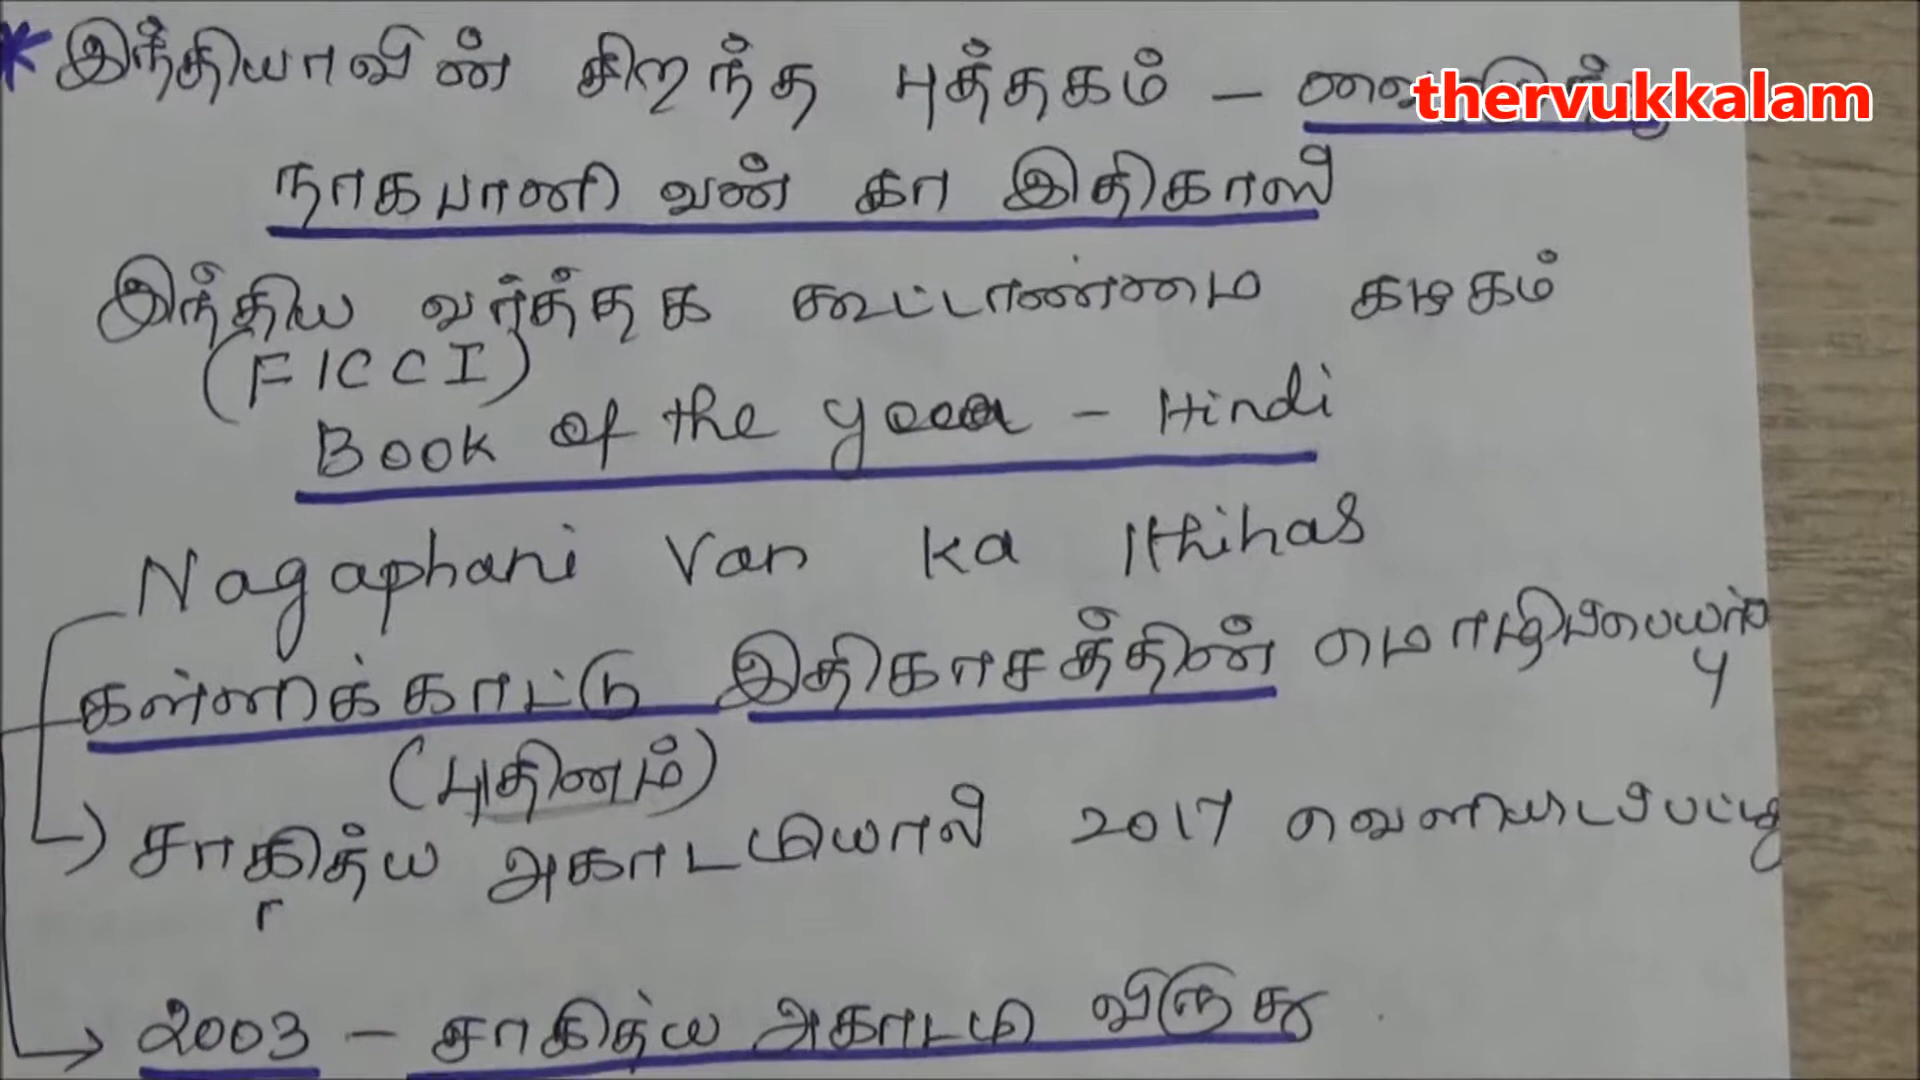 * இந்தியாவின் சிறந்த புத்தகம் –
thervukkalam
நாகபானி வன் கா இதிகாஸ்
இந்திய வர்த்தக கூட்டாண்மை கழகம்
(FICCI)
Book of the year – Hindi
Nagaphani Van ka Ithihas
கள்ளிக்காட்டு இதிகாசத்தின் மொழிபெயர்ப்பு
(புதினம்)
சாகித்ய அகாடமியால் 2017 வெளியிடப்பட்டது
2003 – சாகித்ய அகாடமி விருது